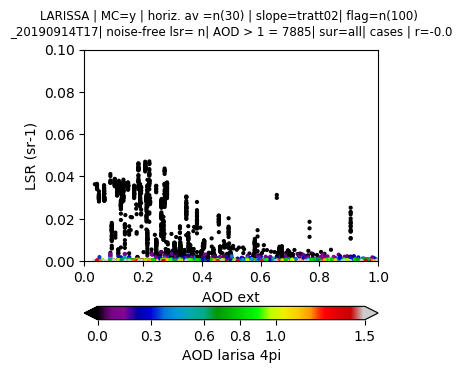 LARISSA | MC=y | horiz. av =n(30) | slope=tratt02| flag=n(100)
_20190914T17| noise-free lsr= n| AOD > 1 = 7885| sur=all| cases | r=-0.0
0.10
0.08
0.06
0.04
0.02
0.00
LSR (sr-1)
0.0 0.2 0.4 0.6 0.8 1.0
AOD ext
0.0 0.3 0.6 0.8 1.0 1.5
AOD larisa 4pi